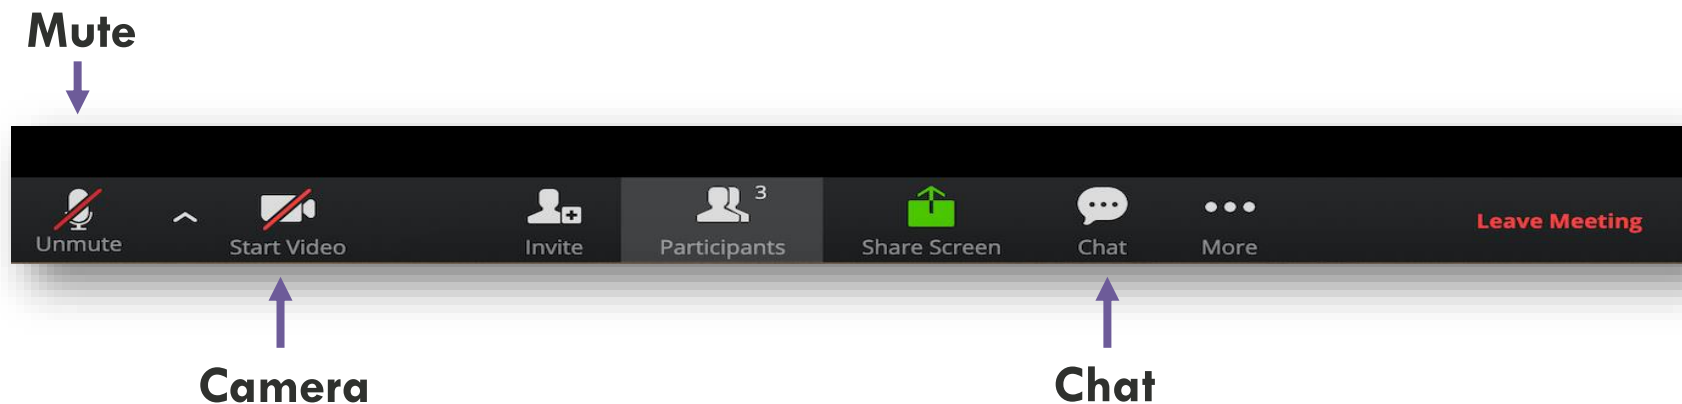 Mute
3
Unmute
Start Video
Invite
Participants
Share Screen
Chat
More
Leave Meeting
Camera
Chat